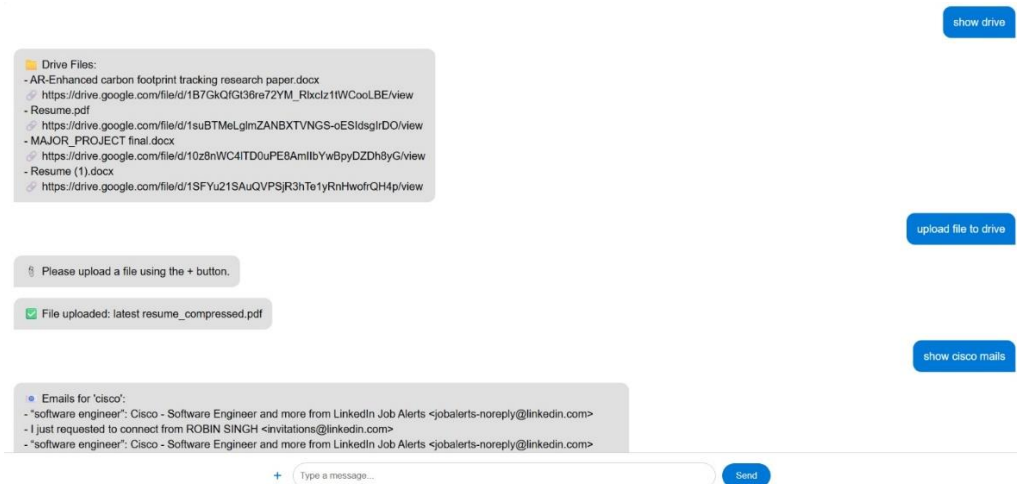 show drive
Drive Files:
- AR-Enhanced carbon footprint tracking research paper.docx
https://drive.google.com/file/d/1B7GkQfGt36re72YM_RlxcIz1tWCooLBE/view
- Resume.pdf
https://drive.google.com/file/d/1suBTMeLglmZANBXTVNGS-oESIdsgIrDO/view
- MAJOR_PROJECT final.docx
https://drive.google.com/file/d/10z8nWC4ITD0uPE8AmIlbYwBpyDZDh8yG/view
- Resume (1).docx
https://drive.google.com/file/d/1SFYu21SAuQVPSjR3hTe1yRnHwofrQH4p/view
upload file to drive
Please upload a file using the + button.
File uploaded: latest resume_compressed.pdf
show cisco mails
Emails for 'cisco':
- “software engineer”: Cisco - Software Engineer and more from LinkedIn Job Alerts <jobalerts-noreply@linkedin.com>
- I just requested to connect from ROBIN SINGH <invitations@linkedin.com>
- “software engineer”: Cisco - Software Engineer and more from LinkedIn Job Alerts <jobalerts-noreply@linkedin.com>
+ Type a message... Send